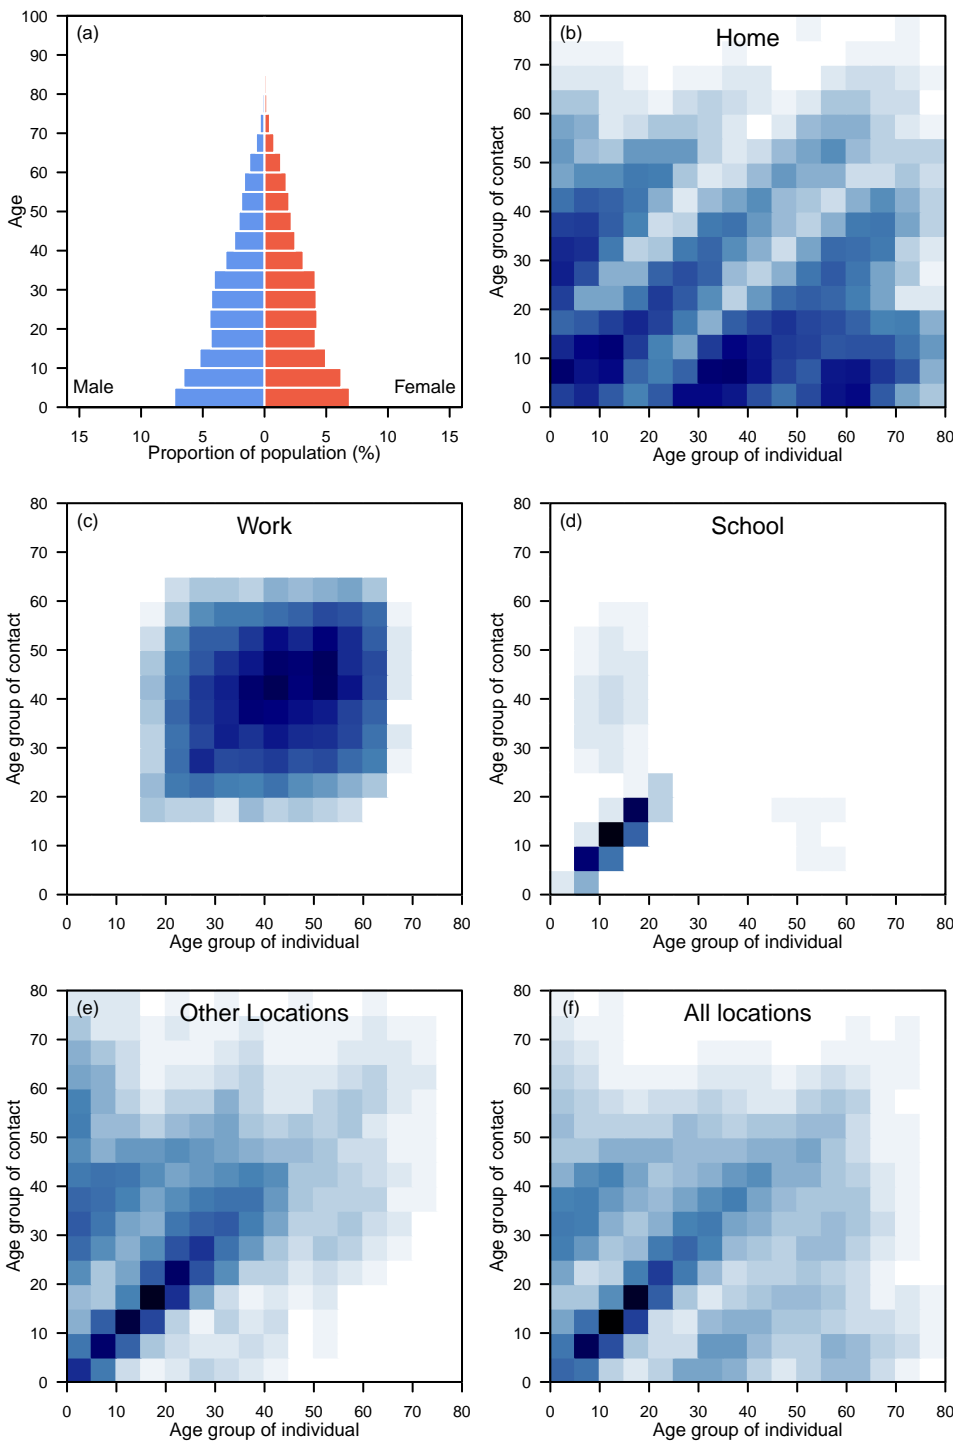 (a)
100
90
80
70
60
50
40
30
20
10
0
Age
Male
Female
15 10 5 0 5 10 15
Proportion of population (%)
(b) Home
80
70
60
50
40
30
20
10
0
Age group of contact
0 10 20 30 40 50 60 70 80
Age group of individual
(c) Work
80
70
60
50
40
30
20
10
0
Age group of contact
0 10 20 30 40 50 60 70 80
Age group of individual
(d) School
80
70
60
50
40
30
20
10
0
Age group of contact
0 10 20 30 40 50 60 70 80
Age group of individual
(e) Other Locations
80
70
60
50
40
30
20
10
0
Age group of contact
0 10 20 30 40 50 60 70 80
Age group of individual
(f) All locations
80
70
60
50
40
30
20
10
0
Age group of contact
0 10 20 30 40 50 60 70 80
Age group of individual